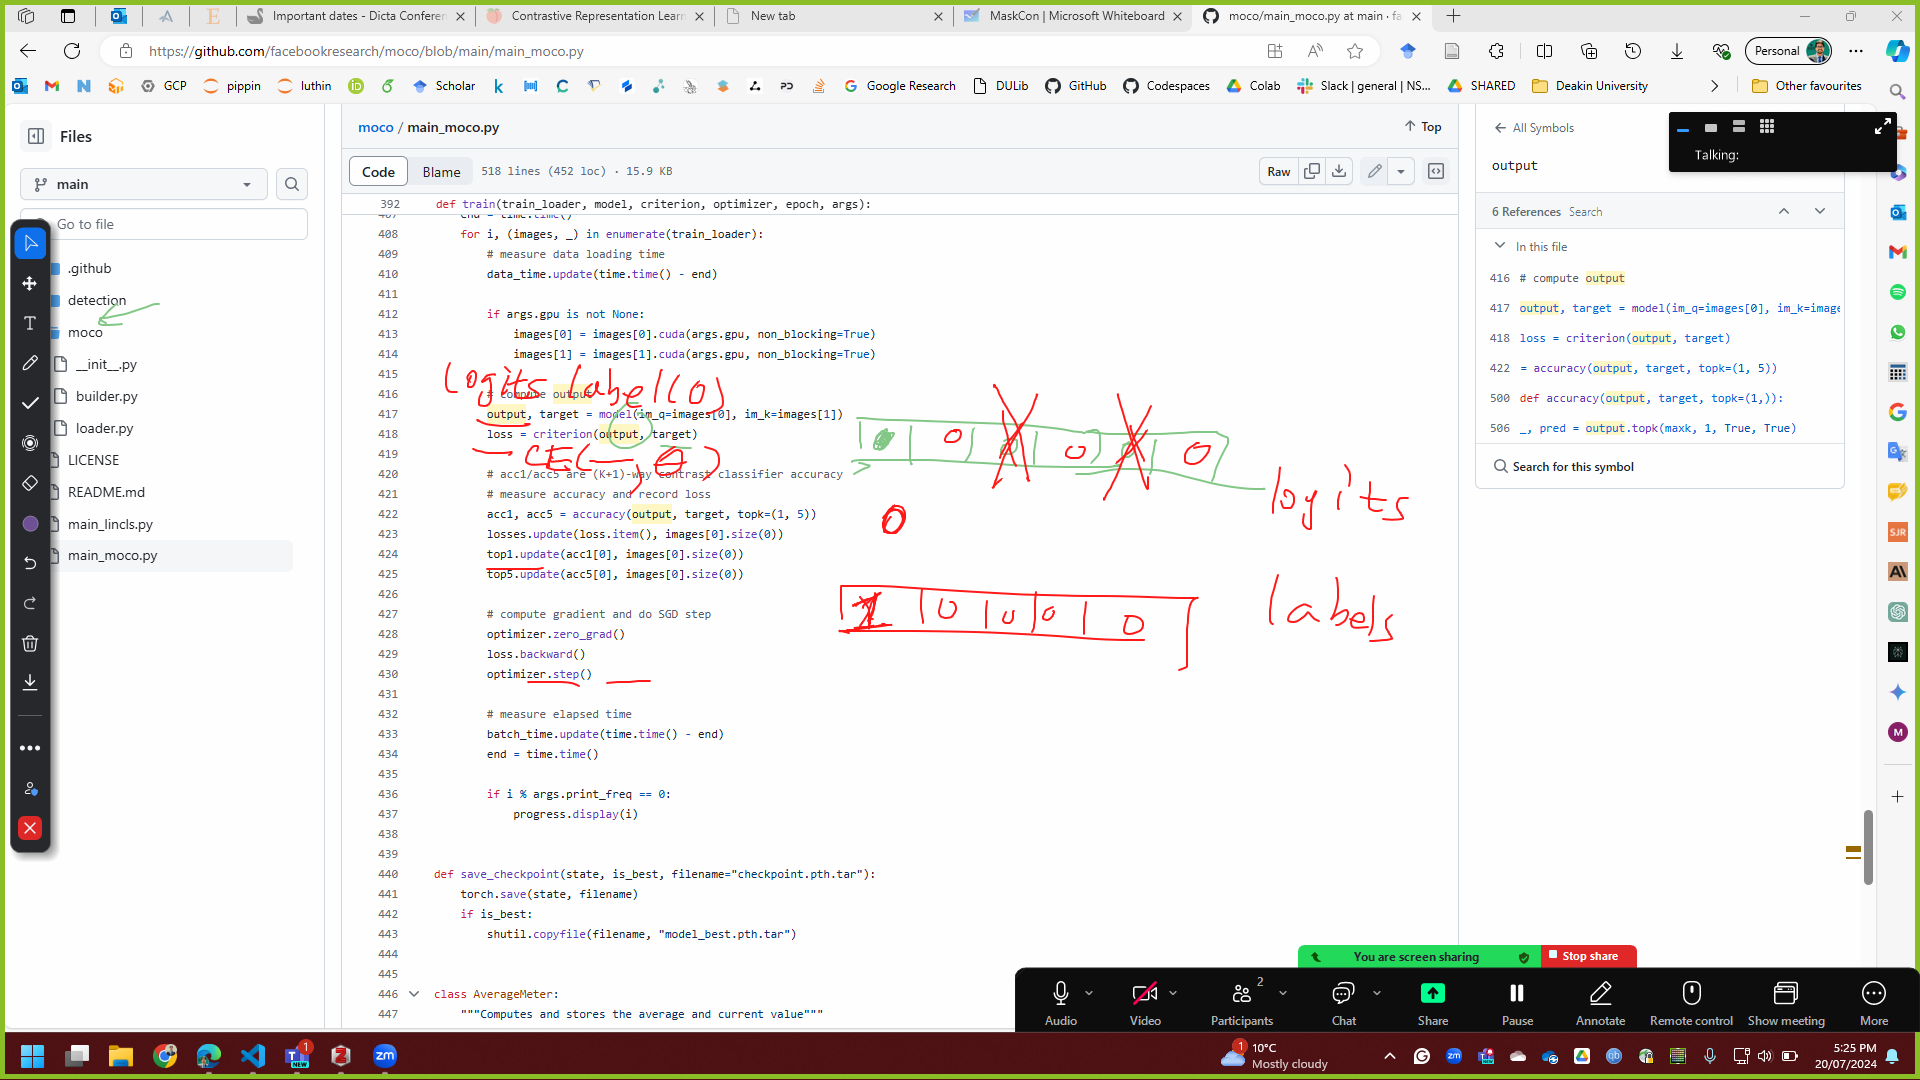 Important dates - Dicta Conferen
Contrastive Representation Learn
New tab
MaskCon | Microsoft Whiteboard
moco/main_moco.py at main · fa
https://github.com/facebookresearch/moco/blob/main/main_moco.py
Personal
GCP
pippin
luthin
Scholar
Google Research
DULib
GitHub
Codespaces
Colab
Slack | general | NS...
SHARED
Deakin University
Other favourites
Files
main
Go to file
.github
detection
moco
__init__.py
builder.py
loader.py
LICENSE
README.md
main_lincls.py
main_moco.py
moco / main_moco.py
Top
Code
Blame
518 lines (452 loc) · 15.9 KB
Raw
392 def train(train_loader, model, criterion, optimizer, epoch, args):
407 end = time.time()
408 for i, (images, _) in enumerate(train_loader):
409 # measure data loading time
410 data_time.update(time.time() - end)
411
412 if args.gpu is not None:
413 images[0] = images[0].cuda(args.gpu, non_blocking=True)
414 images[1] = images[1].cuda(args.gpu, non_blocking=True)
415
logits label(0)
416 # compute output
417 output, target = model(im_q=images[0], im_k=images[1])
418 loss = criterion(output, target)
419
CE( , 0 )
420 # acc1/acc5 are (K+1)-way contrast classifier accuracy
421 # measure accuracy and record loss
422 acc1, acc5 = accuracy(output, target, topk=(1, 5))
423 losses.update(loss.item(), images[0].size(0))
424 top1.update(acc1[0], images[0].size(0))
425 top5.update(acc5[0], images[0].size(0))
426
427 # compute gradient and do SGD step
428 optimizer.zero_grad()
429 loss.backward()
430 optimizer.step()
431
432 # measure elapsed time
433 batch_time.update(time.time() - end)
434 end = time.time()
435
436 if i % args.print_freq == 0:
437 progress.display(i)
438
439
440 def save_checkpoint(state, is_best, filename="checkpoint.pth.tar"):
441 torch.save(state, filename)
442 if is_best:
443 shutil.copyfile(filename, "model_best.pth.tar")
444
445
446 class AverageMeter:
447 """Computes and stores the average and current value"""
0 0 0
logits
0
1 0 0 0 0
labels
All Symbols
output
6 References Search
In this file
416 # compute output
417 output, target = model(im_q=images[0], im_k=image
418 loss = criterion(output, target)
422 = accuracy(output, target, topk=(1, 5))
500 def accuracy(output, target, topk=(1,)):
506 _, pred = output.topk(maxk, 1, True, True)
Search for this symbol
Talking:
You are screen sharing
Stop share
Audio
Video
Participants
2
Chat
Share
Pause
Annotate
Remote control
Show meeting
More
10°C
Mostly cloudy
5:25 PM
20/07/2024